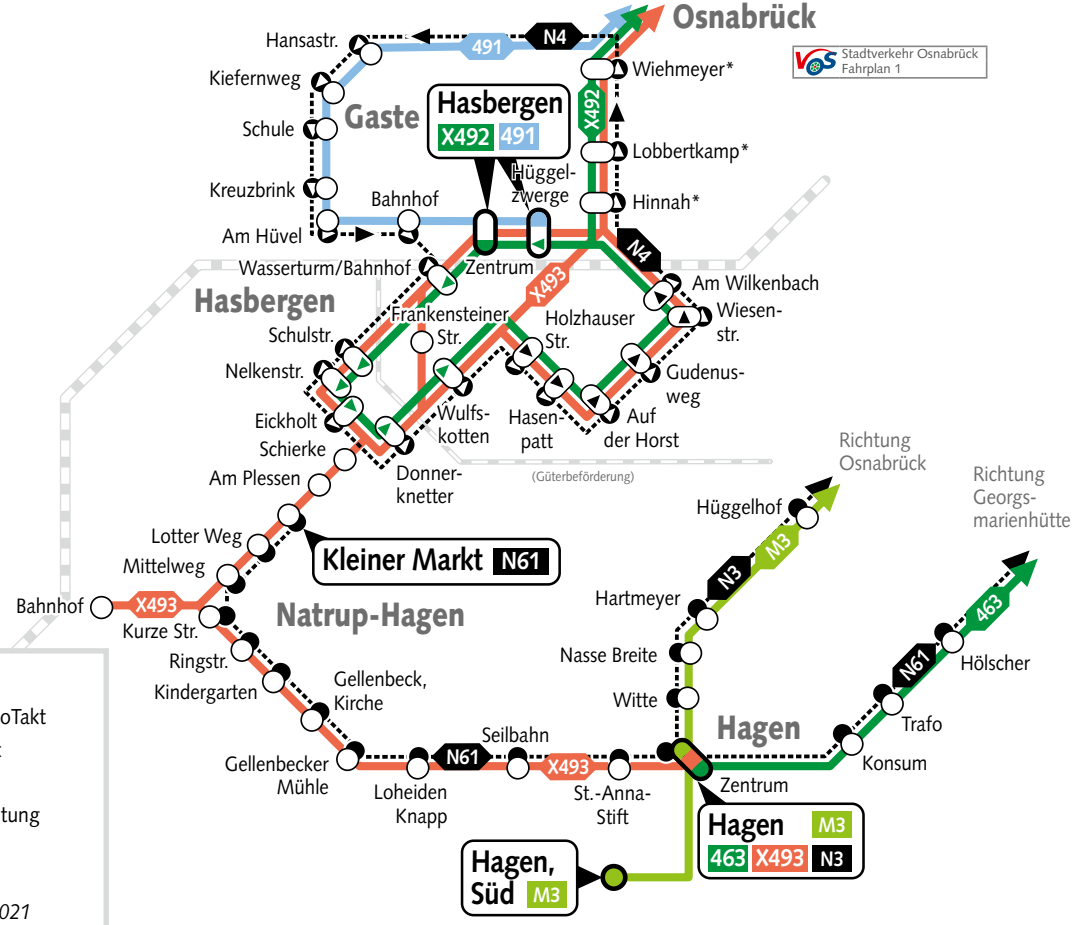 Osnabrück
Hansastr.
491
N4
Stadtverkehr Osnabrück
Fahrplan 1
VOS
Wiehmeyer*
Kiefernweg
Gaste
Hasbergen
X492 491
X492
Schule
Lobbertkamp*
Hüggel-
zwerge
Kreuzbrink
Bahnhof
Hinnah*
Am Hüvel
N4
Wasserturm/Bahnhof
Zentrum
X493
Am Wilkenbach
Hasbergen
Wiesen-
str.
Frankensteiner
Str.
Holzhauser
Str.
Schulstr.
Nelkenstr.
Gudenus-
weg
Eickholt
Wulfs-
kotten
Hasen-
patt
Auf
der Horst
Schierke
Donner-
knetter
Am Plessen
(Güterbeförderung)
Richtung
Osnabrück
Richtung
Georgs-
marienhütte
Hüggelhof
Lotter Weg
Kleiner Markt N61
M3
N3
Mittelweg
Bahnhof
X493
Kurze Str.
Natrup-Hagen
Hartmeyer
463
Ringstr.
Nasse Breite
N61
Hölscher
Kindergarten
Gellenbeck,
Kirche
Witte
Trafo
Hagen
Gellenbecker
Mühle
Seilbahn
N61
X493
Konsum
Loheiden
Knapp
St.-Anna-
Stift
Zentrum
Hagen M3
463 X493 N3
Hagen,
Süd M3
oTakt
tung
021